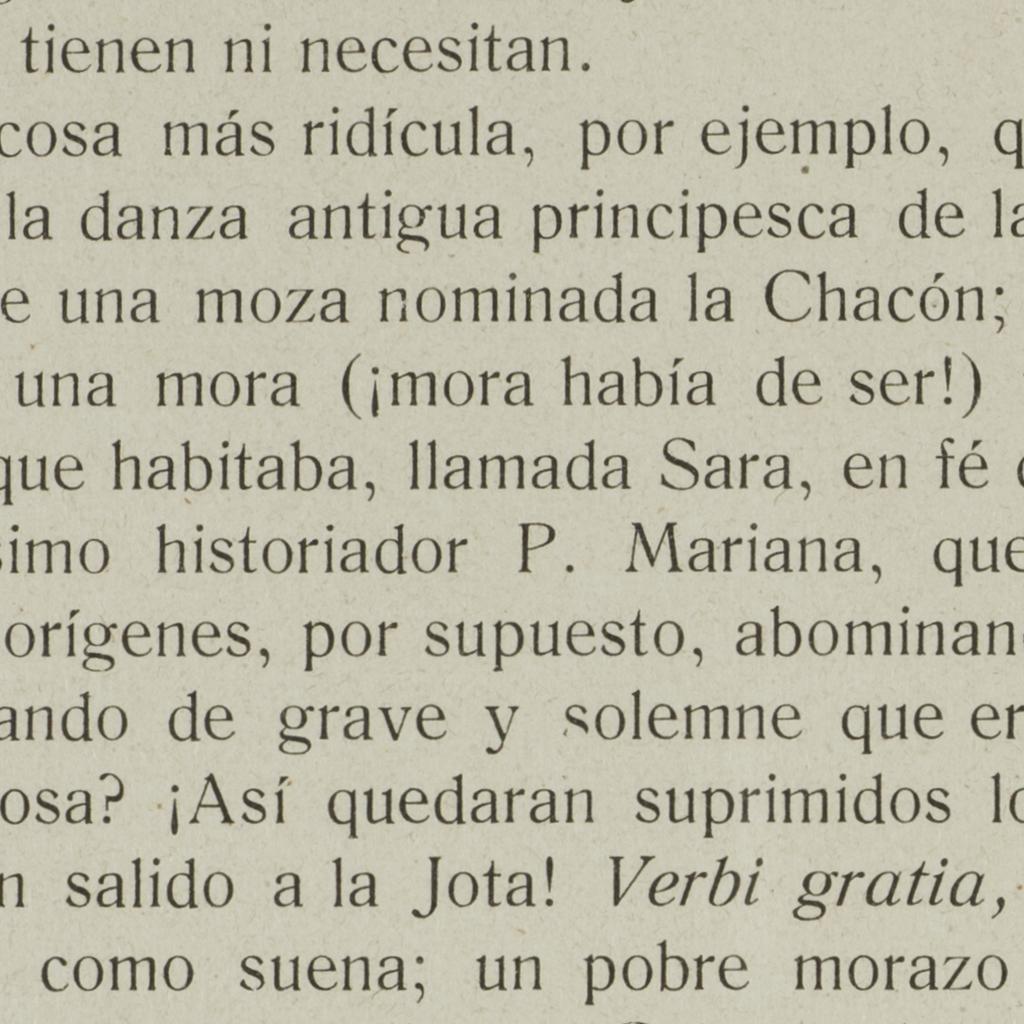 tienen ni necesitan.
cosa más ridícula, por ejemplo, q
la danza antigua principesca de la
e una moza nominada la Chacón;
una mora (¡mora había de ser!)
que habitaba, llamada Sara, en fé
simo historiador P. Mariana, que
orígenes, por supuesto, abominan
ando de grave y solemne que er
osa? ¡Así quedaran suprimidos lo
n salido a la Jota! Verbi gratia,
como suena; un pobre morazo